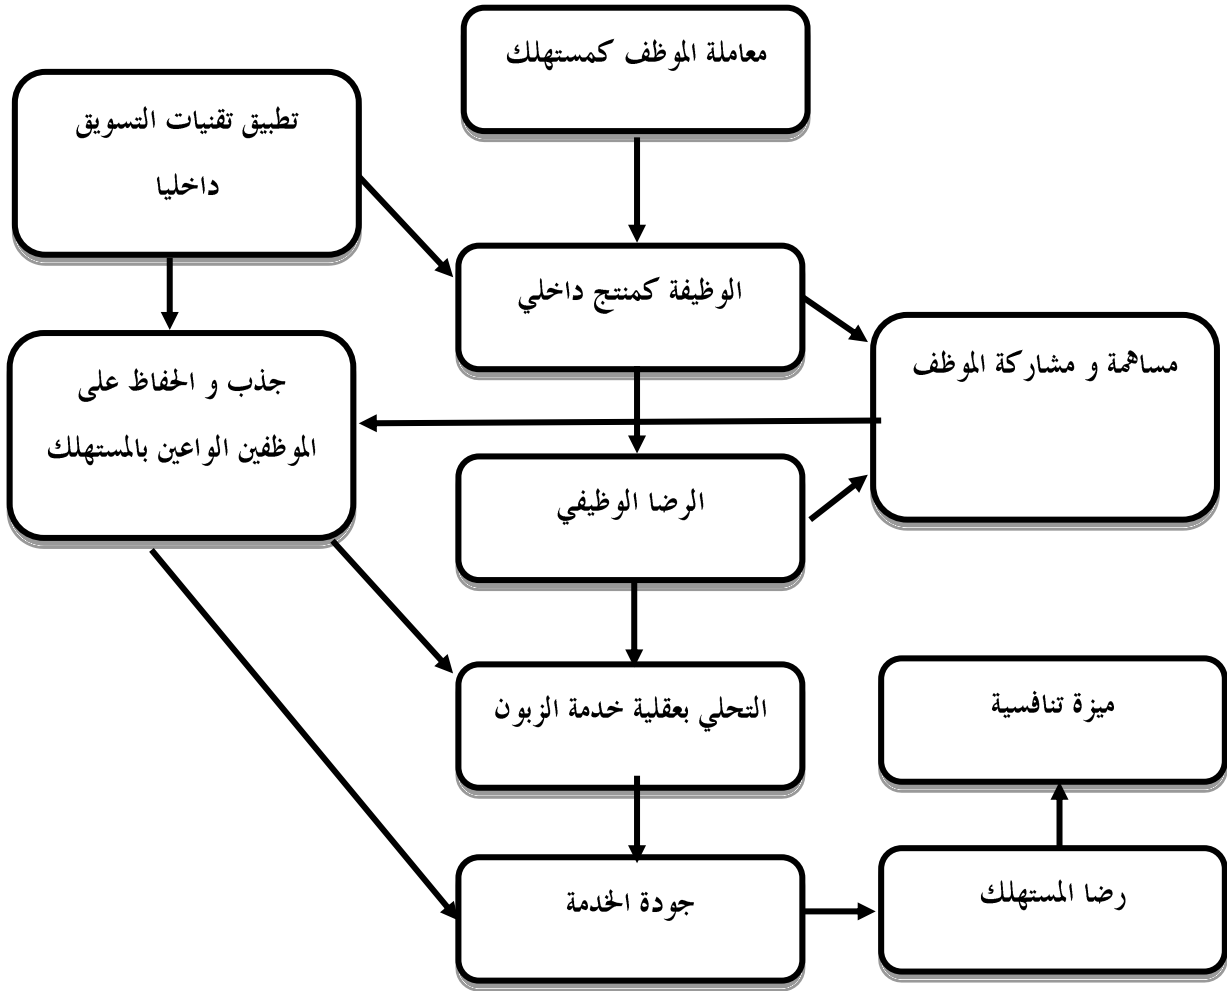 معاملة الموظف كمستهلك
تطبيق تقنيات التسويق
داخليا
الوظيفة كمنتج داخلي
مساهمة و مشاركة الموظف
جذب و الحفاظ على
الموظفين الواعين بالمستهلك
الرضا الوظيفي
التحلي بعقلية خدمة الزبون
ميزة تنافسية
جودة الخدمة
رضا المستهلك